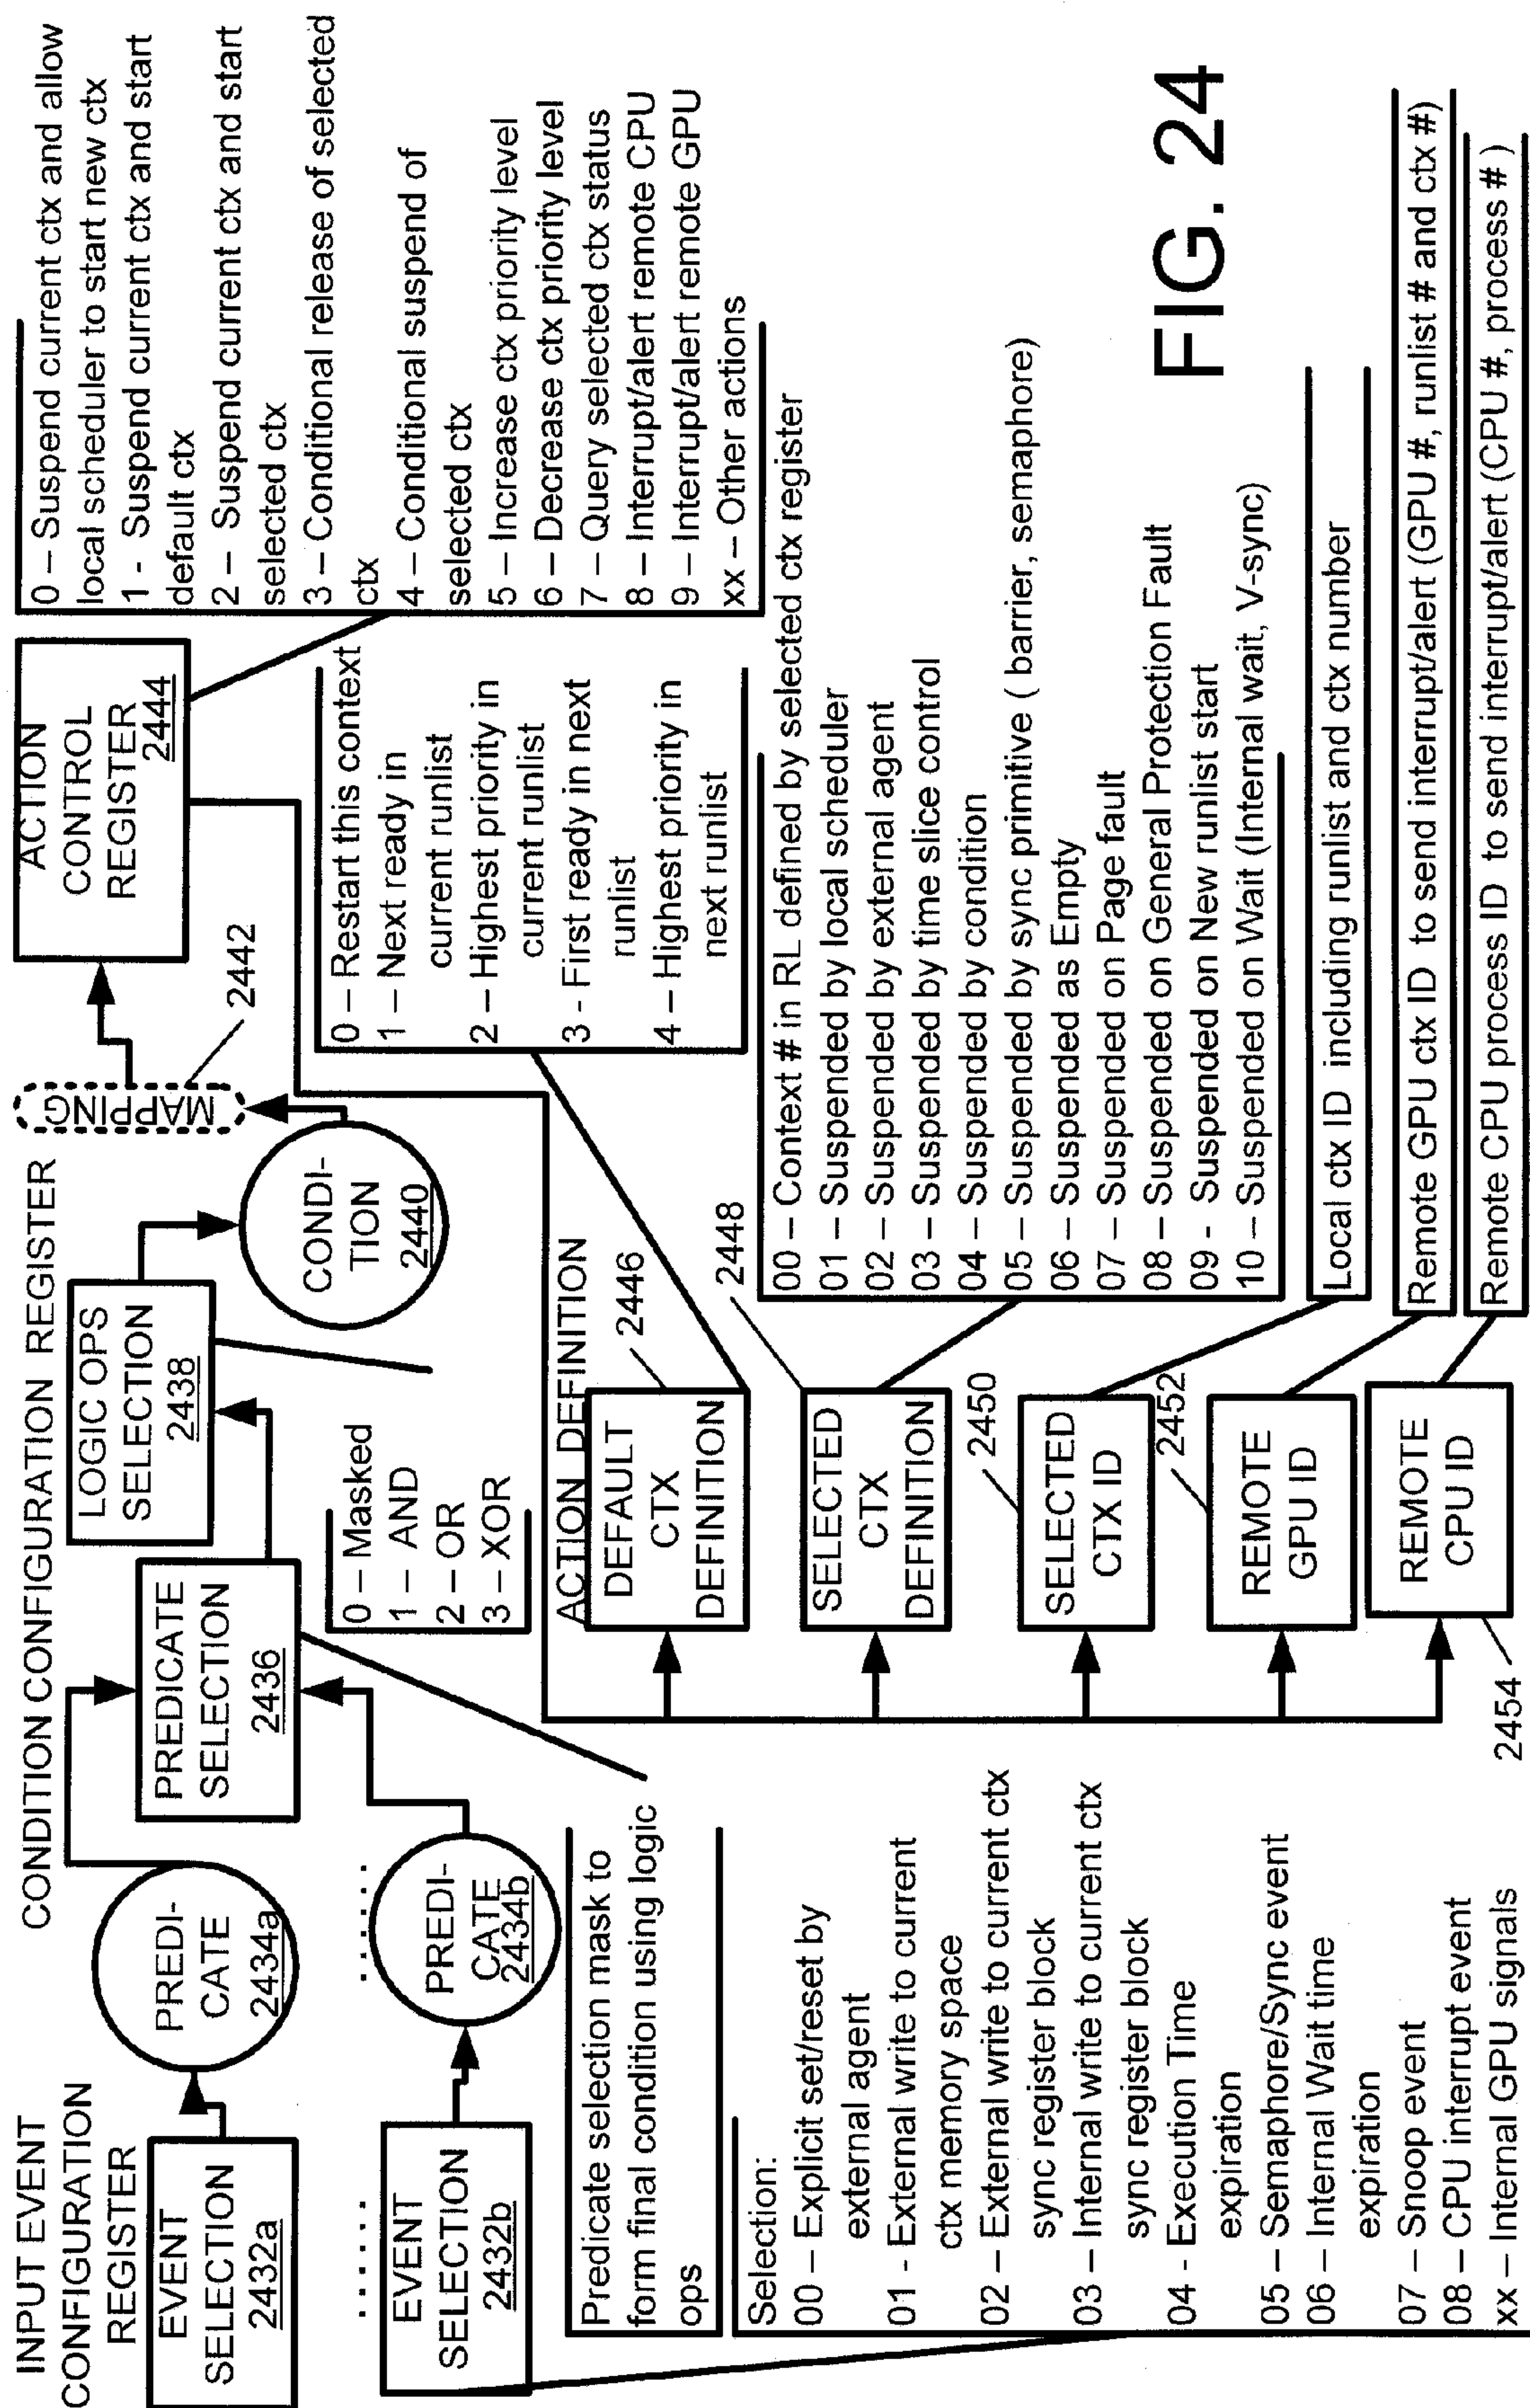 INPUT EVENT
CONFIGURATION
REGISTER
EVENT
SELECTION
2432a
......
EVENT
SELECTION
2432b
PREDI-
CATE
2434a
......
PREDI-
CATE
2434b
CONDITION CONFIGURATION REGISTER
PREDICATE
SELECTION
2436
LOGIC OPS
SELECTION
2438
CONDI-
TION
2440
MAPPING
2442
ACTION
CONTROL
REGISTER
2444
0 – Suspend current ctx and allow
local scheduler to start new ctx
1 - Suspend current ctx and start
default ctx
2 – Suspend current ctx and start
selected ctx
3 – Conditional release of selected
ctx
4 – Conditional suspend of
selected ctx
5 – Increase ctx priority level
6 – Decrease ctx priority level
7 – Query selected ctx status
8 – Interrupt/alert remote CPU
9 – Interrupt/alert remote GPU
xx – Other actions
Predicate selection mask to
form final condition using logic
ops
0 – Masked
1 – AND
2 – OR
3 – XOR
0 – Restart this context
1 – Next ready in
current runlist
2 – Highest priority in
current runlist
3 - First ready in next
runlist
4 – Highest priority in
next runlist
Selection:
00 – Explicit set/reset by
external agent
01 - External write to current
ctx memory space
02 – External write to current ctx
sync register block
03 – Internal write to current ctx
sync register block
04 - Execution Time
expiration
05 – Semaphore/Sync event
06 – Internal Wait time
expiration
07 – Snoop event
08 – CPU interrupt event
xx – Internal GPU signals
ACTION DEFINITION
DEFAULT
CTX
DEFINITION
2446
SELECTED
CTX
DEFINITION
2448
SELECTED
CTX ID
2450
REMOTE
GPU ID
2452
REMOTE
CPU ID
2454
00 – Context # in RL defined by selected ctx register
01 – Suspended by local scheduler
02 – Suspended by external agent
03 – Suspended by time slice control
04 – Suspended by condition
05 – Suspended by sync primitive ( barrier, semaphore)
06 – Suspended as Empty
07 – Suspended on Page fault
08 – Suspended on General Protection Fault
09 - Suspended on New runlist start
10 – Suspended on Wait (Internal wait, V-sync)
Local ctx ID including runlist and ctx number
Remote GPU ctx ID to send interrupt/alert (GPU #, runlist # and ctx #)
Remote CPU process ID to send interrupt/alert (CPU #, process # )
FIG. 24